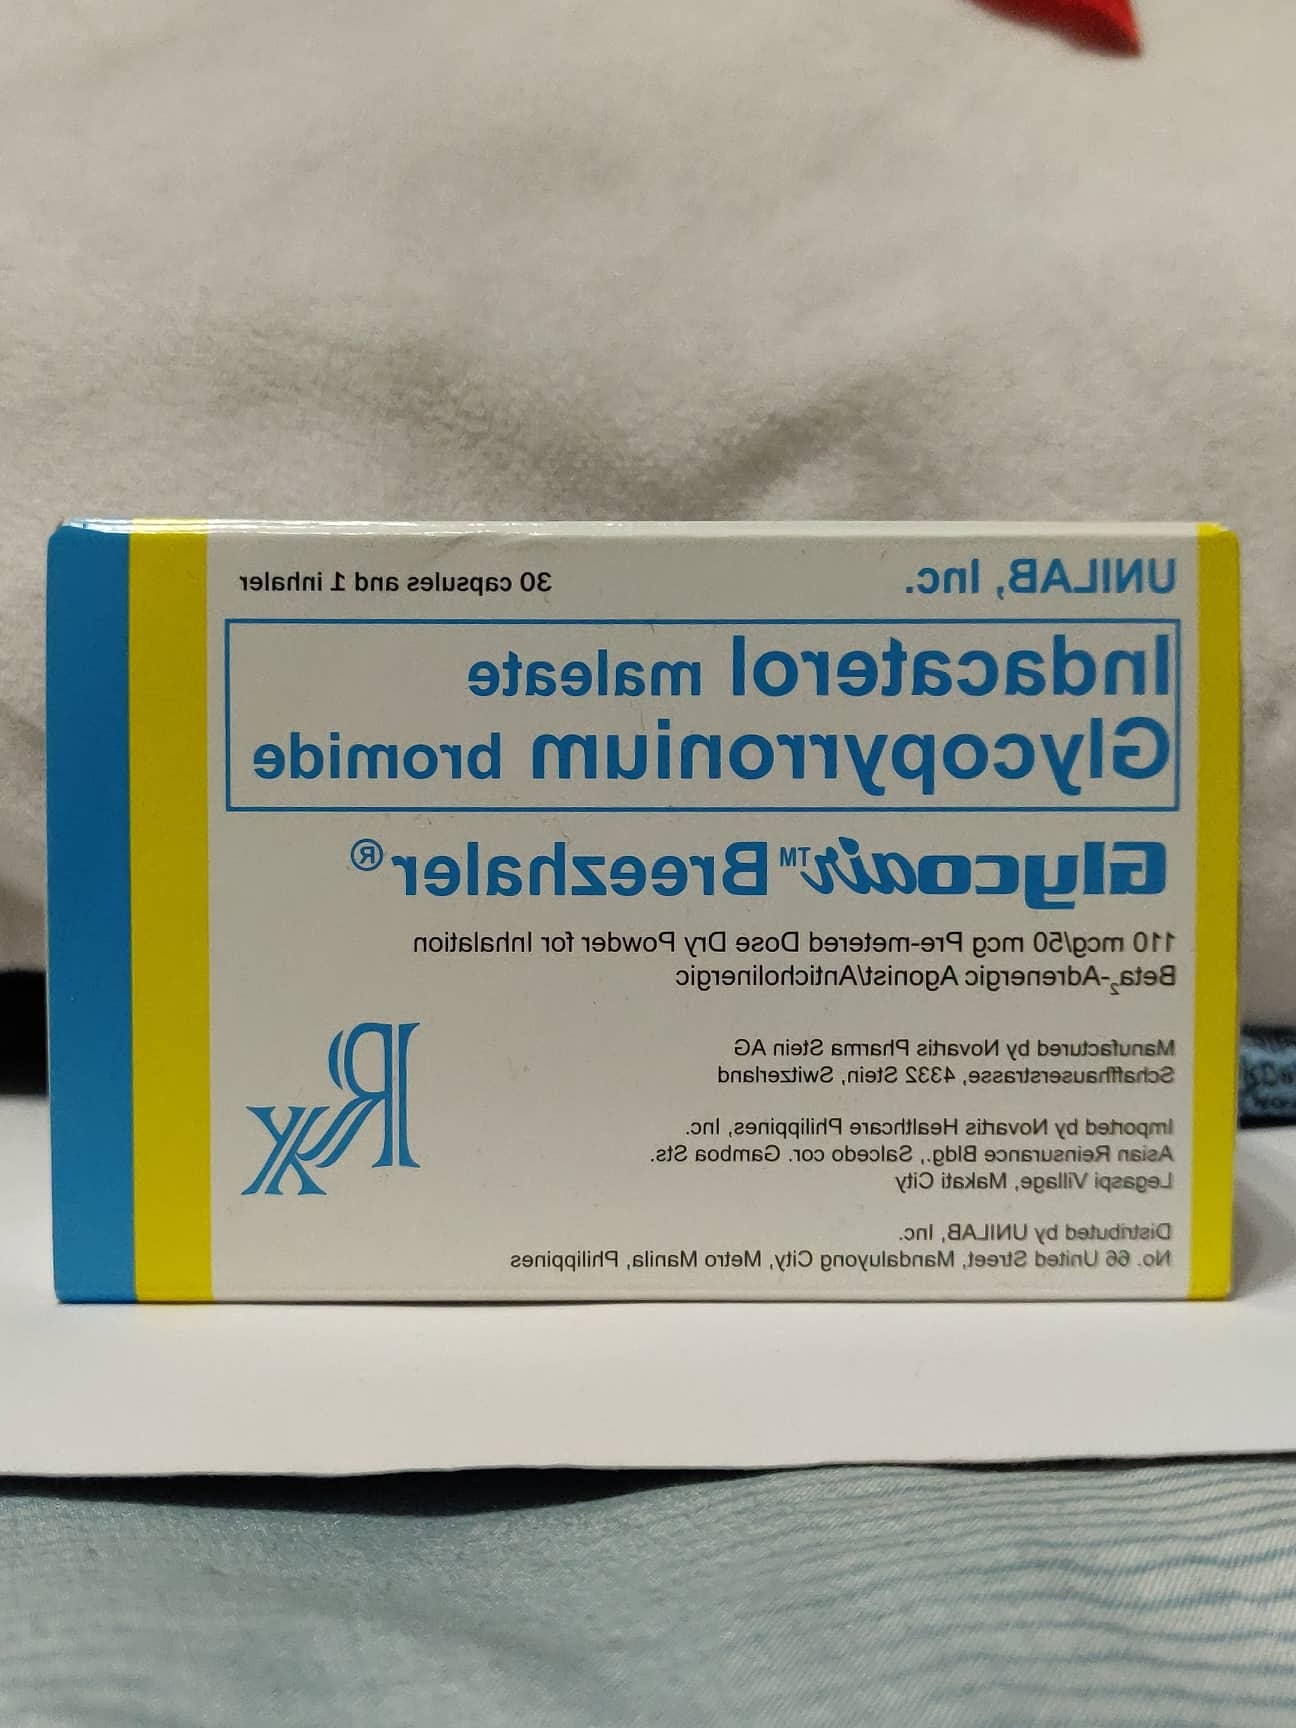 UNILAB, Inc.
30 capsules and 1 inhaler
Indacaterol maleate
Glycopyrronium bromide
Glycoair™ Breezhaler®
110 mcg/50 mcg Pre-metered Dose Dry Powder for Inhalation
Beta₂-Adrenergic Agonist/Anticholinergic
Manufactured by Novartis Pharma Stein AG
Schaffhauserstrasse, 4332 Stein, Switzerland
Imported by Novartis Healthcare Philippines, Inc.
Asian Reinsurance Bldg., Salcedo cor. Gamboa Sts.
Legaspi Village, Makati City
Rx
Distributed by UNILAB, Inc.
No. 66 United Street, Mandaluyong City, Metro Manila, Philippines